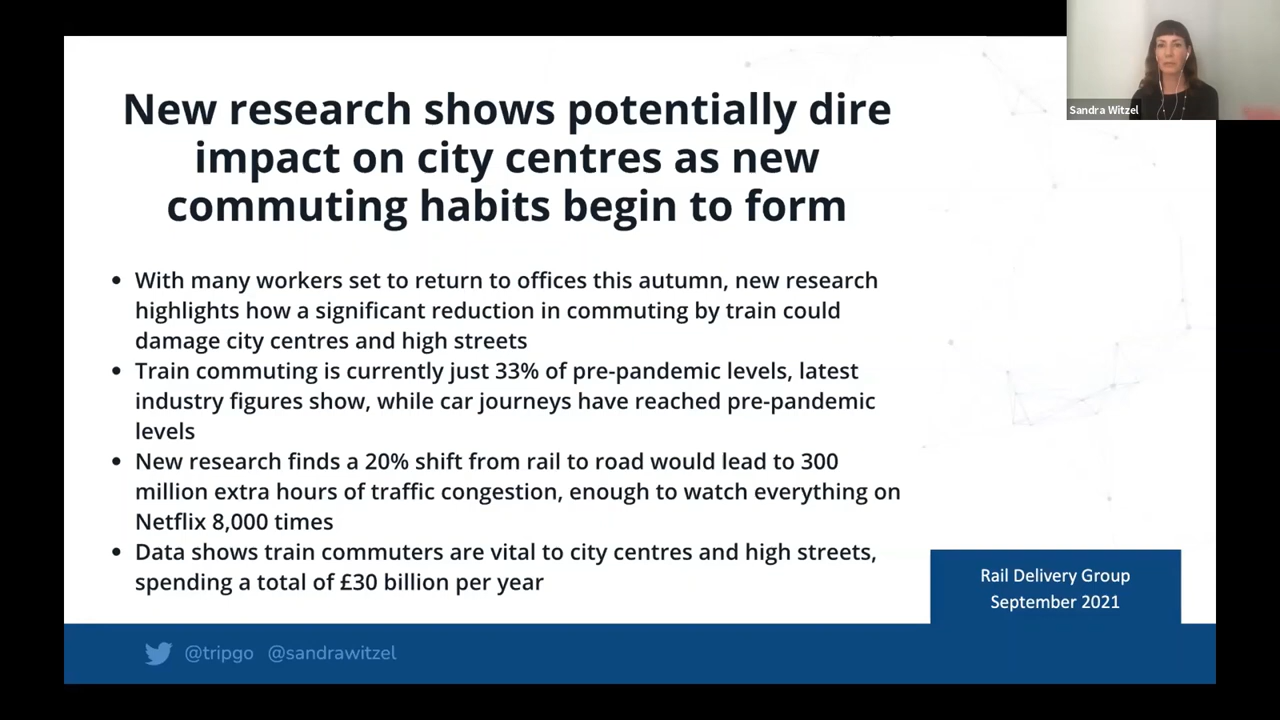 New research shows potentially dire
impact on city centres as new
commuting habits begin to form
• With many workers set to return to offices this autumn, new research
highlights how a significant reduction in commuting by train could
damage city centres and high streets
• Train commuting is currently just 33% of pre-pandemic levels, latest
industry figures show, while car journeys have reached pre-pandemic
levels
• New research finds a 20% shift from rail to road would lead to 300
million extra hours of traffic congestion, enough to watch everything on
Netflix 8,000 times
• Data shows train commuters are vital to city centres and high streets,
spending a total of £30 billion per year
Rail Delivery Group
September 2021
@tripgo @sandrawitzel
Sandra Witzel